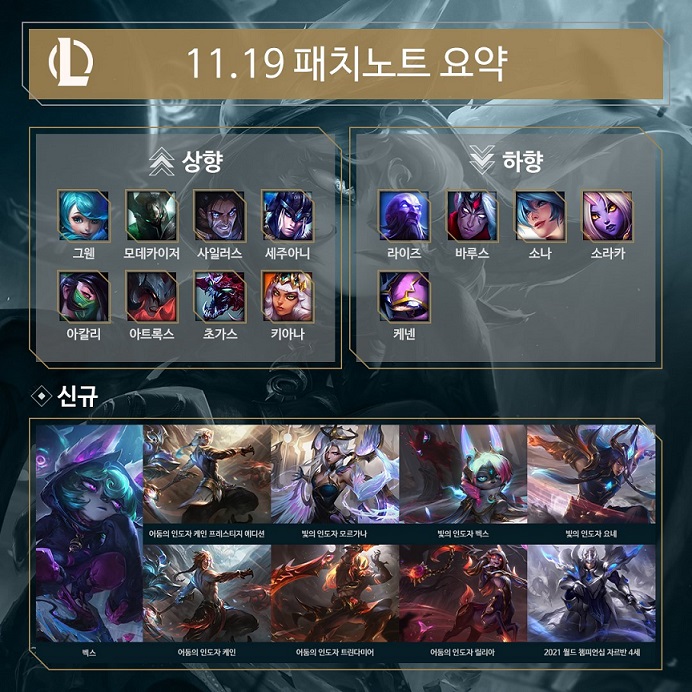 11.19 패치노트 요약
상향
그웬 모데카이저 사일러스 세주아니
아칼리 아트록스 초가스 키아나
하향
라이즈 바루스 소나 소라카
케넨
신규
어둠의 인도자 케인 프레스티지 에디션 빛의 인도자 모르가나 빛의 인도자 벡스 빛의 인도자 요네
벡스 어둠의 인도자 케인 어둠의 인도자 트린다미어 어둠의 인도자 릴리아 2021 월드 챔피언십 자르반 4세